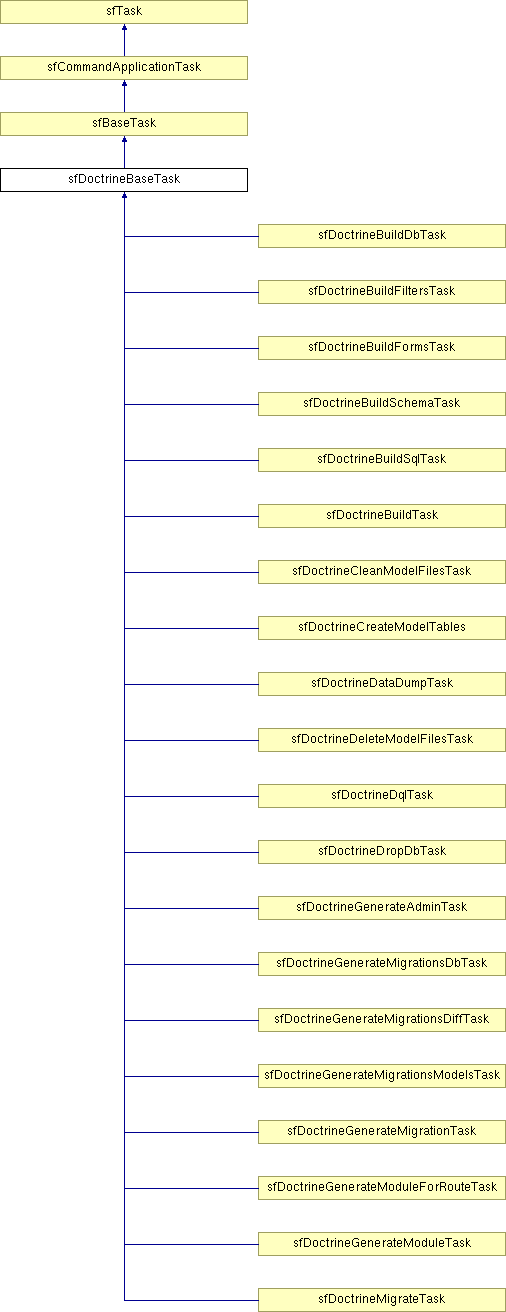 sfTask
sfCommandApplicationTask
sfBaseTask
sfDoctrineBaseTask
sfDoctrineBuildDbTask
sfDoctrineBuildFiltersTask
sfDoctrineBuildFormsTask
sfDoctrineBuildSchemaTask
sfDoctrineBuildSqlTask
sfDoctrineBuildTask
sfDoctrineCleanModelFilesTask
sfDoctrineCreateModelTables
sfDoctrineDataDumpTask
sfDoctrineDeleteModelFilesTask
sfDoctrineDqlTask
sfDoctrineDropDbTask
sfDoctrineGenerateAdminTask
sfDoctrineGenerateMigrationsDbTask
sfDoctrineGenerateMigrationsDiffTask
sfDoctrineGenerateMigrationsModelsTask
sfDoctrineGenerateMigrationTask
sfDoctrineGenerateModuleForRouteTask
sfDoctrineGenerateModuleTask
sfDoctrineMigrateTask